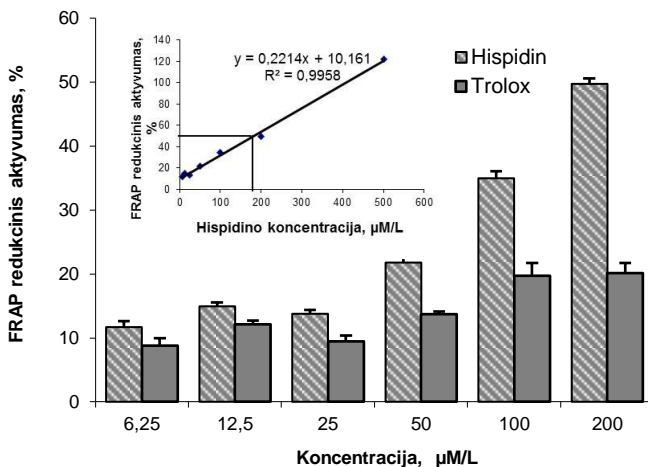 FRAP redukcinis aktyvumas, %
60
50
40
30
20
10
0
Hispidin
Trolox
FRAP redukcinis aktyvumas,
%
140
120
100
80
60
40
20
0
y = 0,2214x + 10,161
R² = 0,9958
0 100 200 300 400 500 600
Hispidino koncentracija, µM/L
6,25 12,5 25 50 100 200
Koncentracija, µM/L